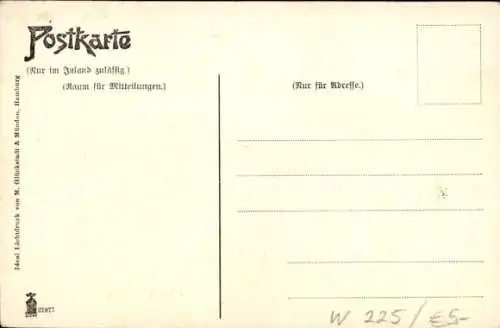 Postkarte
(Nur im Inland zulässig.)
(Raum für Mitteilungen.)
(Nur für Adresse.)
Ideal Lichtdruck von M. Glückstadt & Münden, Hamburg
W 225/£5-